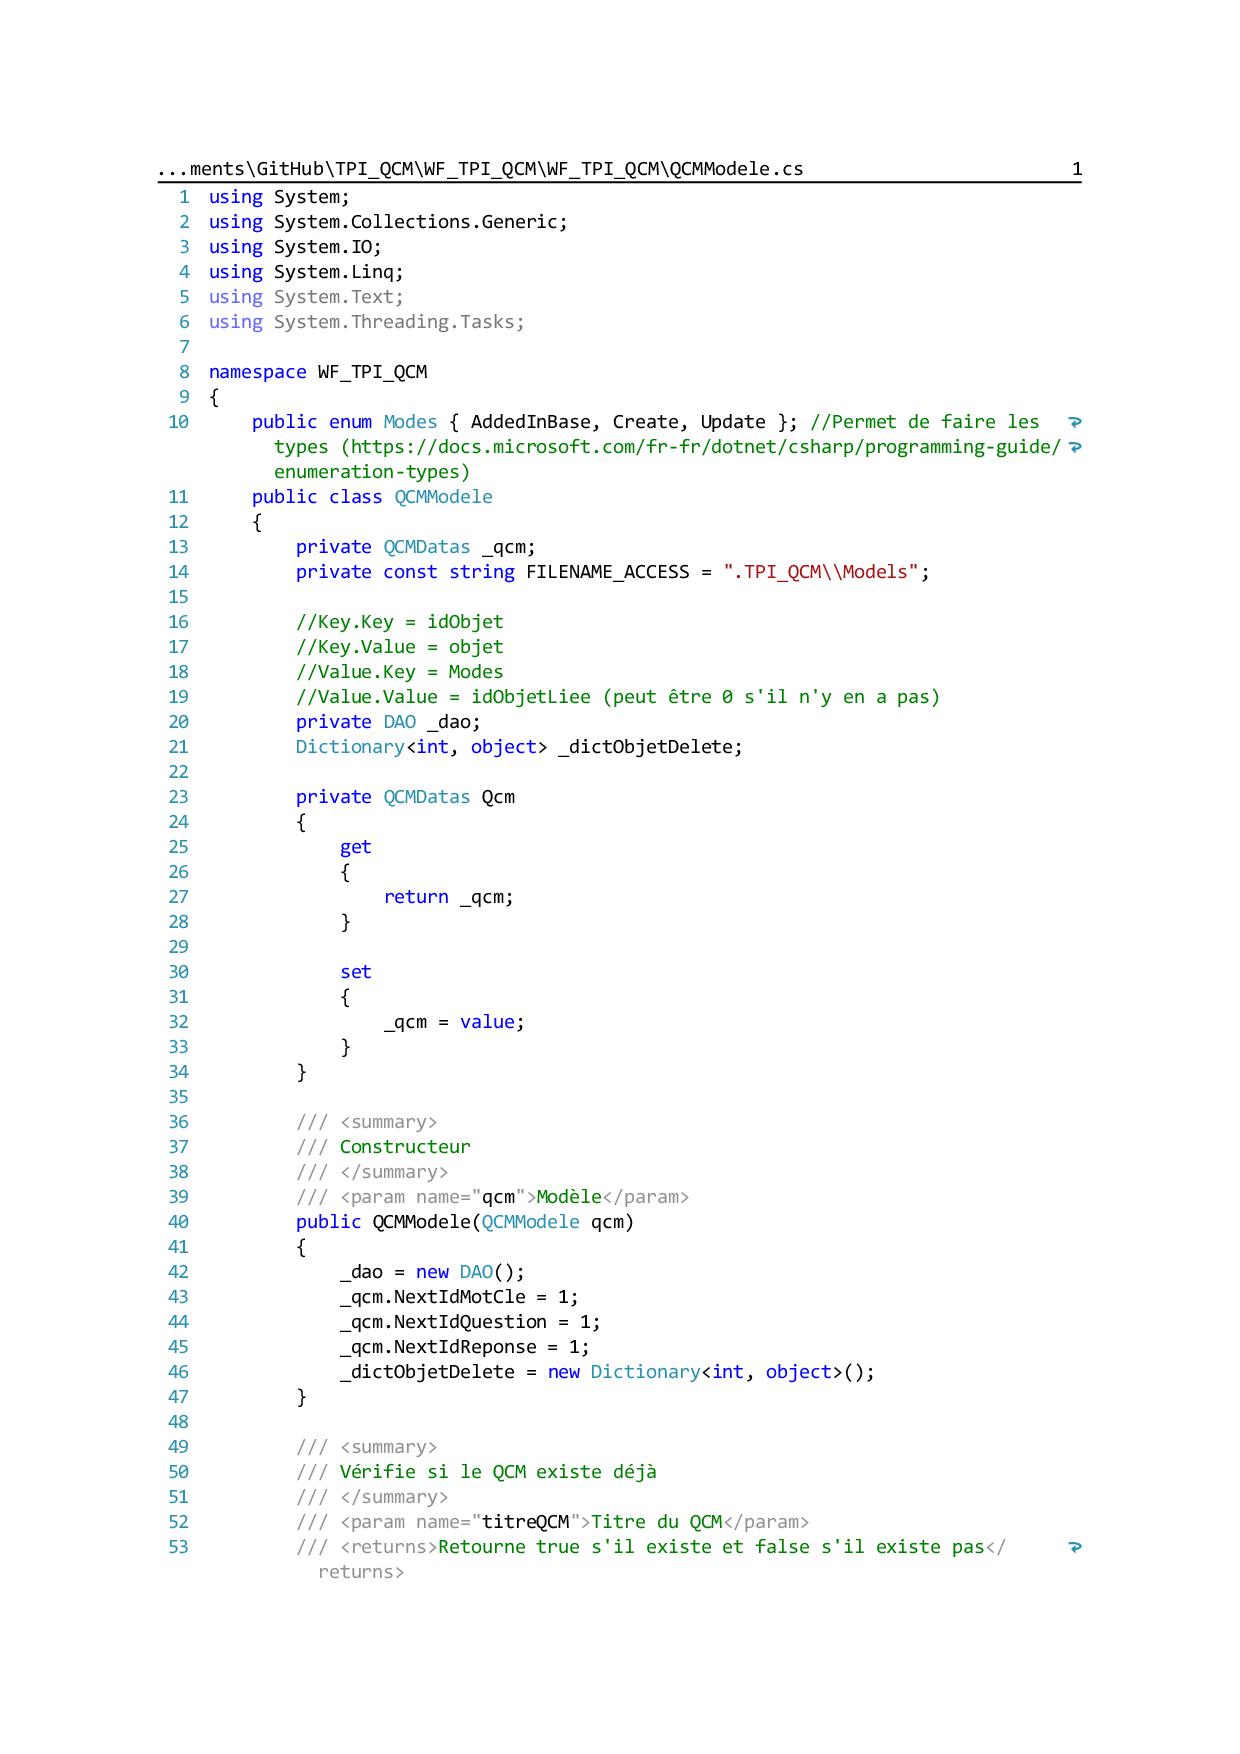 ...ments\GitHub\TPI_QCM\WF_TPI_QCM\WF_TPI_QCM\QCMModele.cs 1
1 using System;
2 using System.Collections.Generic;
3 using System.IO;
4 using System.Linq;
5 using System.Text;
6 using System.Threading.Tasks;
7
8 namespace WF_TPI_QCM
9 {
10 public enum Modes { AddedInBase, Create, Update }; //Permet de faire les
types (https://docs.microsoft.com/fr-fr/dotnet/csharp/programming-guide/
enumeration-types)
11 public class QCMModele
12 {
13 private QCMDatas _qcm;
14 private const string FILENAME_ACCESS = ".TPI_QCM\\Models";
15
16 //Key.Key = idObjet
17 //Key.Value = objet
18 //Value.Key = Modes
19 //Value.Value = idObjetLiee (peut être 0 s'il n'y en a pas)
20 private DAO _dao;
21 Dictionary<int, object> _dictObjetDelete;
22
23 private QCMDatas Qcm
24 {
25 get
26 {
27 return _qcm;
28 }
29
30 set
31 {
32 _qcm = value;
33 }
34 }
35
36 /// <summary>
37 /// Constructeur
38 /// </summary>
39 /// <param name="qcm">Modèle</param>
40 public QCMModele(QCMModele qcm)
41 {
42 _dao = new DAO();
43 _qcm.NextIdMotCle = 1;
44 _qcm.NextIdQuestion = 1;
45 _qcm.NextIdReponse = 1;
46 _dictObjetDelete = new Dictionary<int, object>();
47 }
48
49 /// <summary>
50 /// Vérifie si le QCM existe déjà
51 /// </summary>
52 /// <param name="titreQCM">Titre du QCM</param>
53 /// <returns>Retourne true s'il existe et false s'il existe pas</
returns>